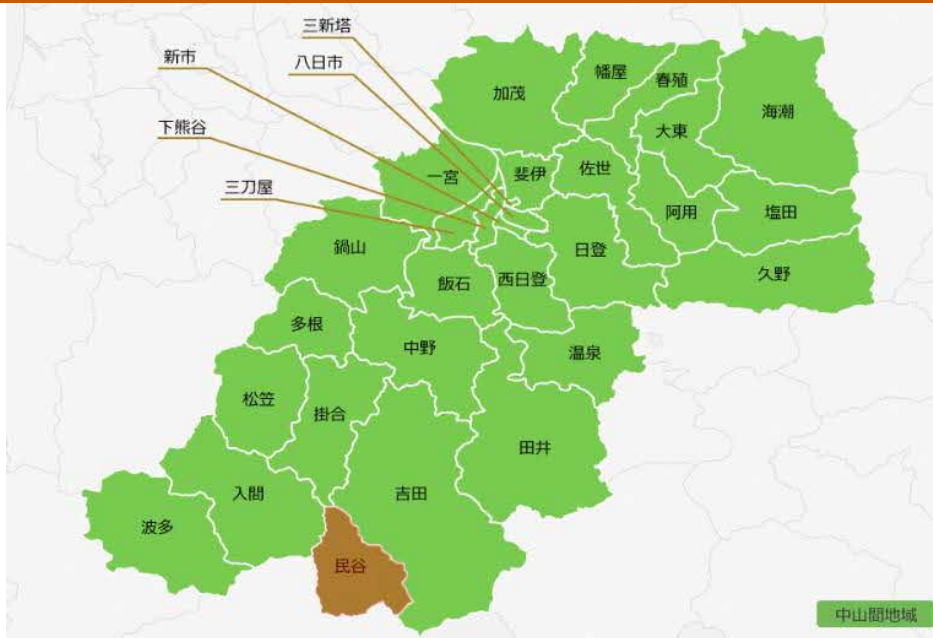 三新塔
新市
八日市
下熊谷
三刀屋
加茂
幡屋
春殖
海潮
大東
一宮
斐伊
佐世
阿用
塩田
鍋山
日登
久野
飯石
西日登
多根
中野
温泉
松笠
掛合
田井
入間
吉田
波多
民谷
中山間地域